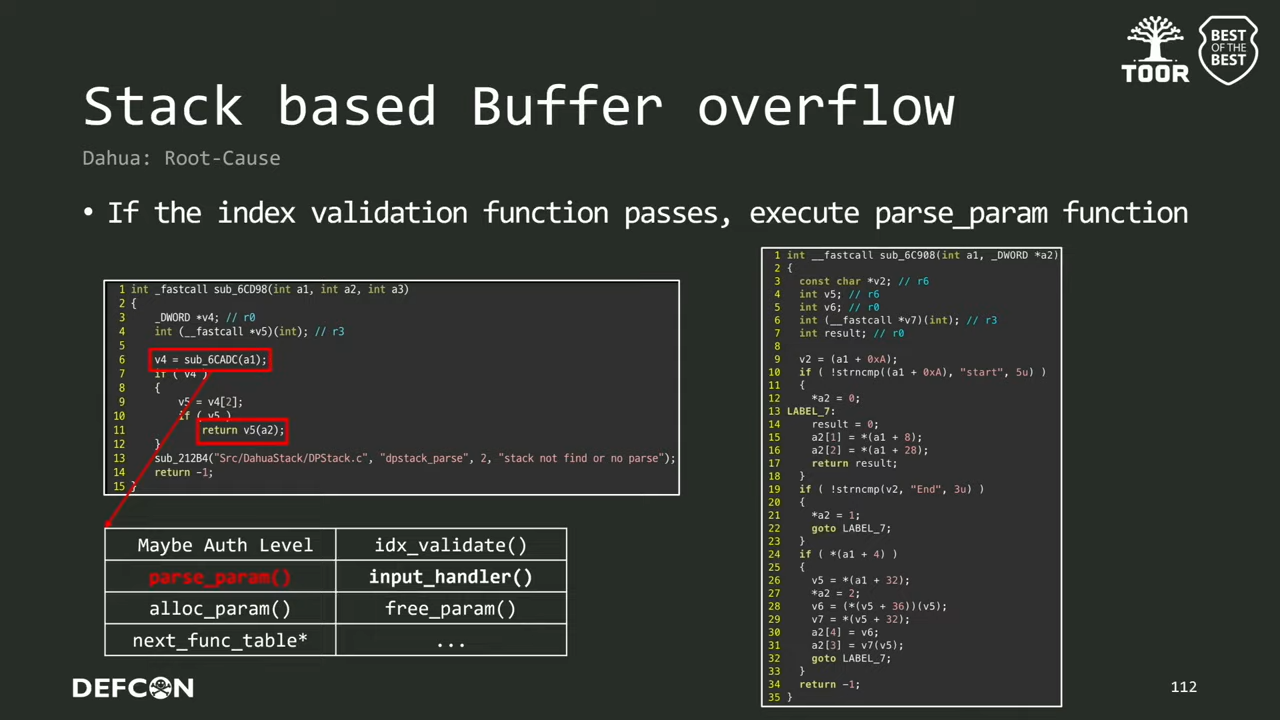 TOOR
BEST
OF THE
BEST
Stack based Buffer overflow
Dahua: Root-Cause
• If the index validation function passes, execute parse_param function
1 int _fastcall sub_6CD98(int a1, int a2, int a3)
2 {
3 _DWORD *v4; // r0
4 int (__fastcall *v5)(int); // r3
5
6 v4 = sub_6CADC(a1);
7 if ( v4 )
8 {
9 v5 = v4[2];
10 if ( v5 )
11 return v5(a2);
12 }
13 sub_212B4("Src/DahuaStack/DPStack.c", "dpstack_parse", 2, "stack not find or no parse");
14 return -1;
15 }
Maybe Auth Level idx_validate()
parse_param() input_handler()
alloc_param() free_param()
next_func_table* ...
1 int __fastcall sub_6C908(int a1, _DWORD *a2)
2 {
3 const char *v2; // r6
4 int v5; // r6
5 int v6; // r0
6 int (__fastcall *v7)(int); // r3
7 int result; // r0
8
9 v2 = (a1 + 0xA);
10 if ( !strncmp((a1 + 0xA), "start", 5u) )
11 {
12 *a2 = 0;
13 LABEL_7:
14 result = 0;
15 a2[1] = *(a1 + 8);
16 a2[2] = *(a1 + 28);
17 return result;
18 }
19 if ( !strncmp(v2, "End", 3u) )
20 {
21 *a2 = 1;
22 goto LABEL_7;
23 }
24 if ( *(a1 + 4) )
25 {
26 v5 = *(a1 + 32);
27 *a2 = 2;
28 v6 = (*(v5 + 36))(v5);
29 v7 = *(v5 + 32);
30 a2[4] = v6;
31 a2[3] = v7(v5);
32 goto LABEL_7;
33 }
34 return -1;
35 }
DEFCON
112